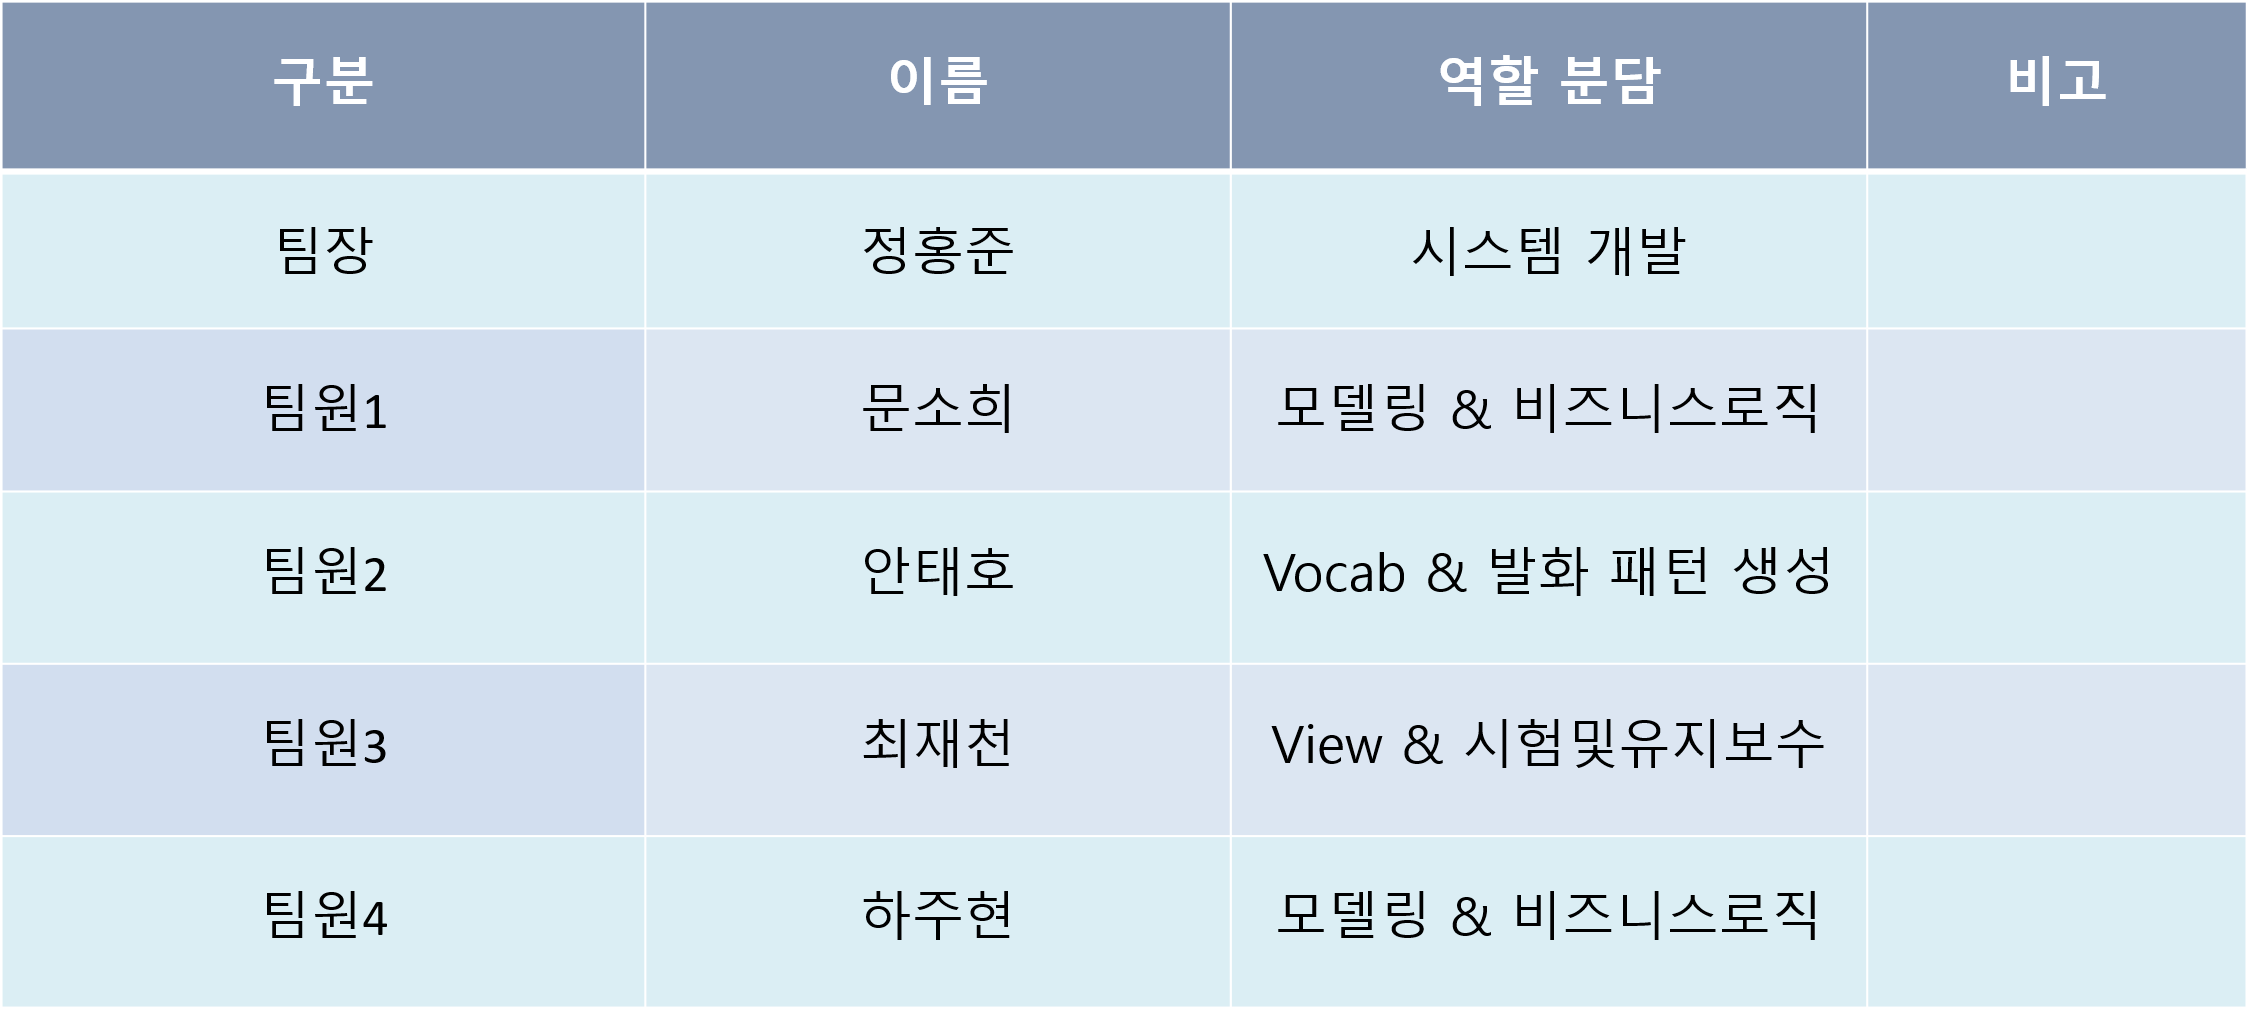 구분 이름 역할 분담 비고
팀장 정홍준 시스템 개발
팀원1 문소희 모델링 & 비즈니스로직
팀원2 안태호 Vocab & 발화 패턴 생성
팀원3 최재천 View & 시험및유지보수
팀원4 하주현 모델링 & 비즈니스로직